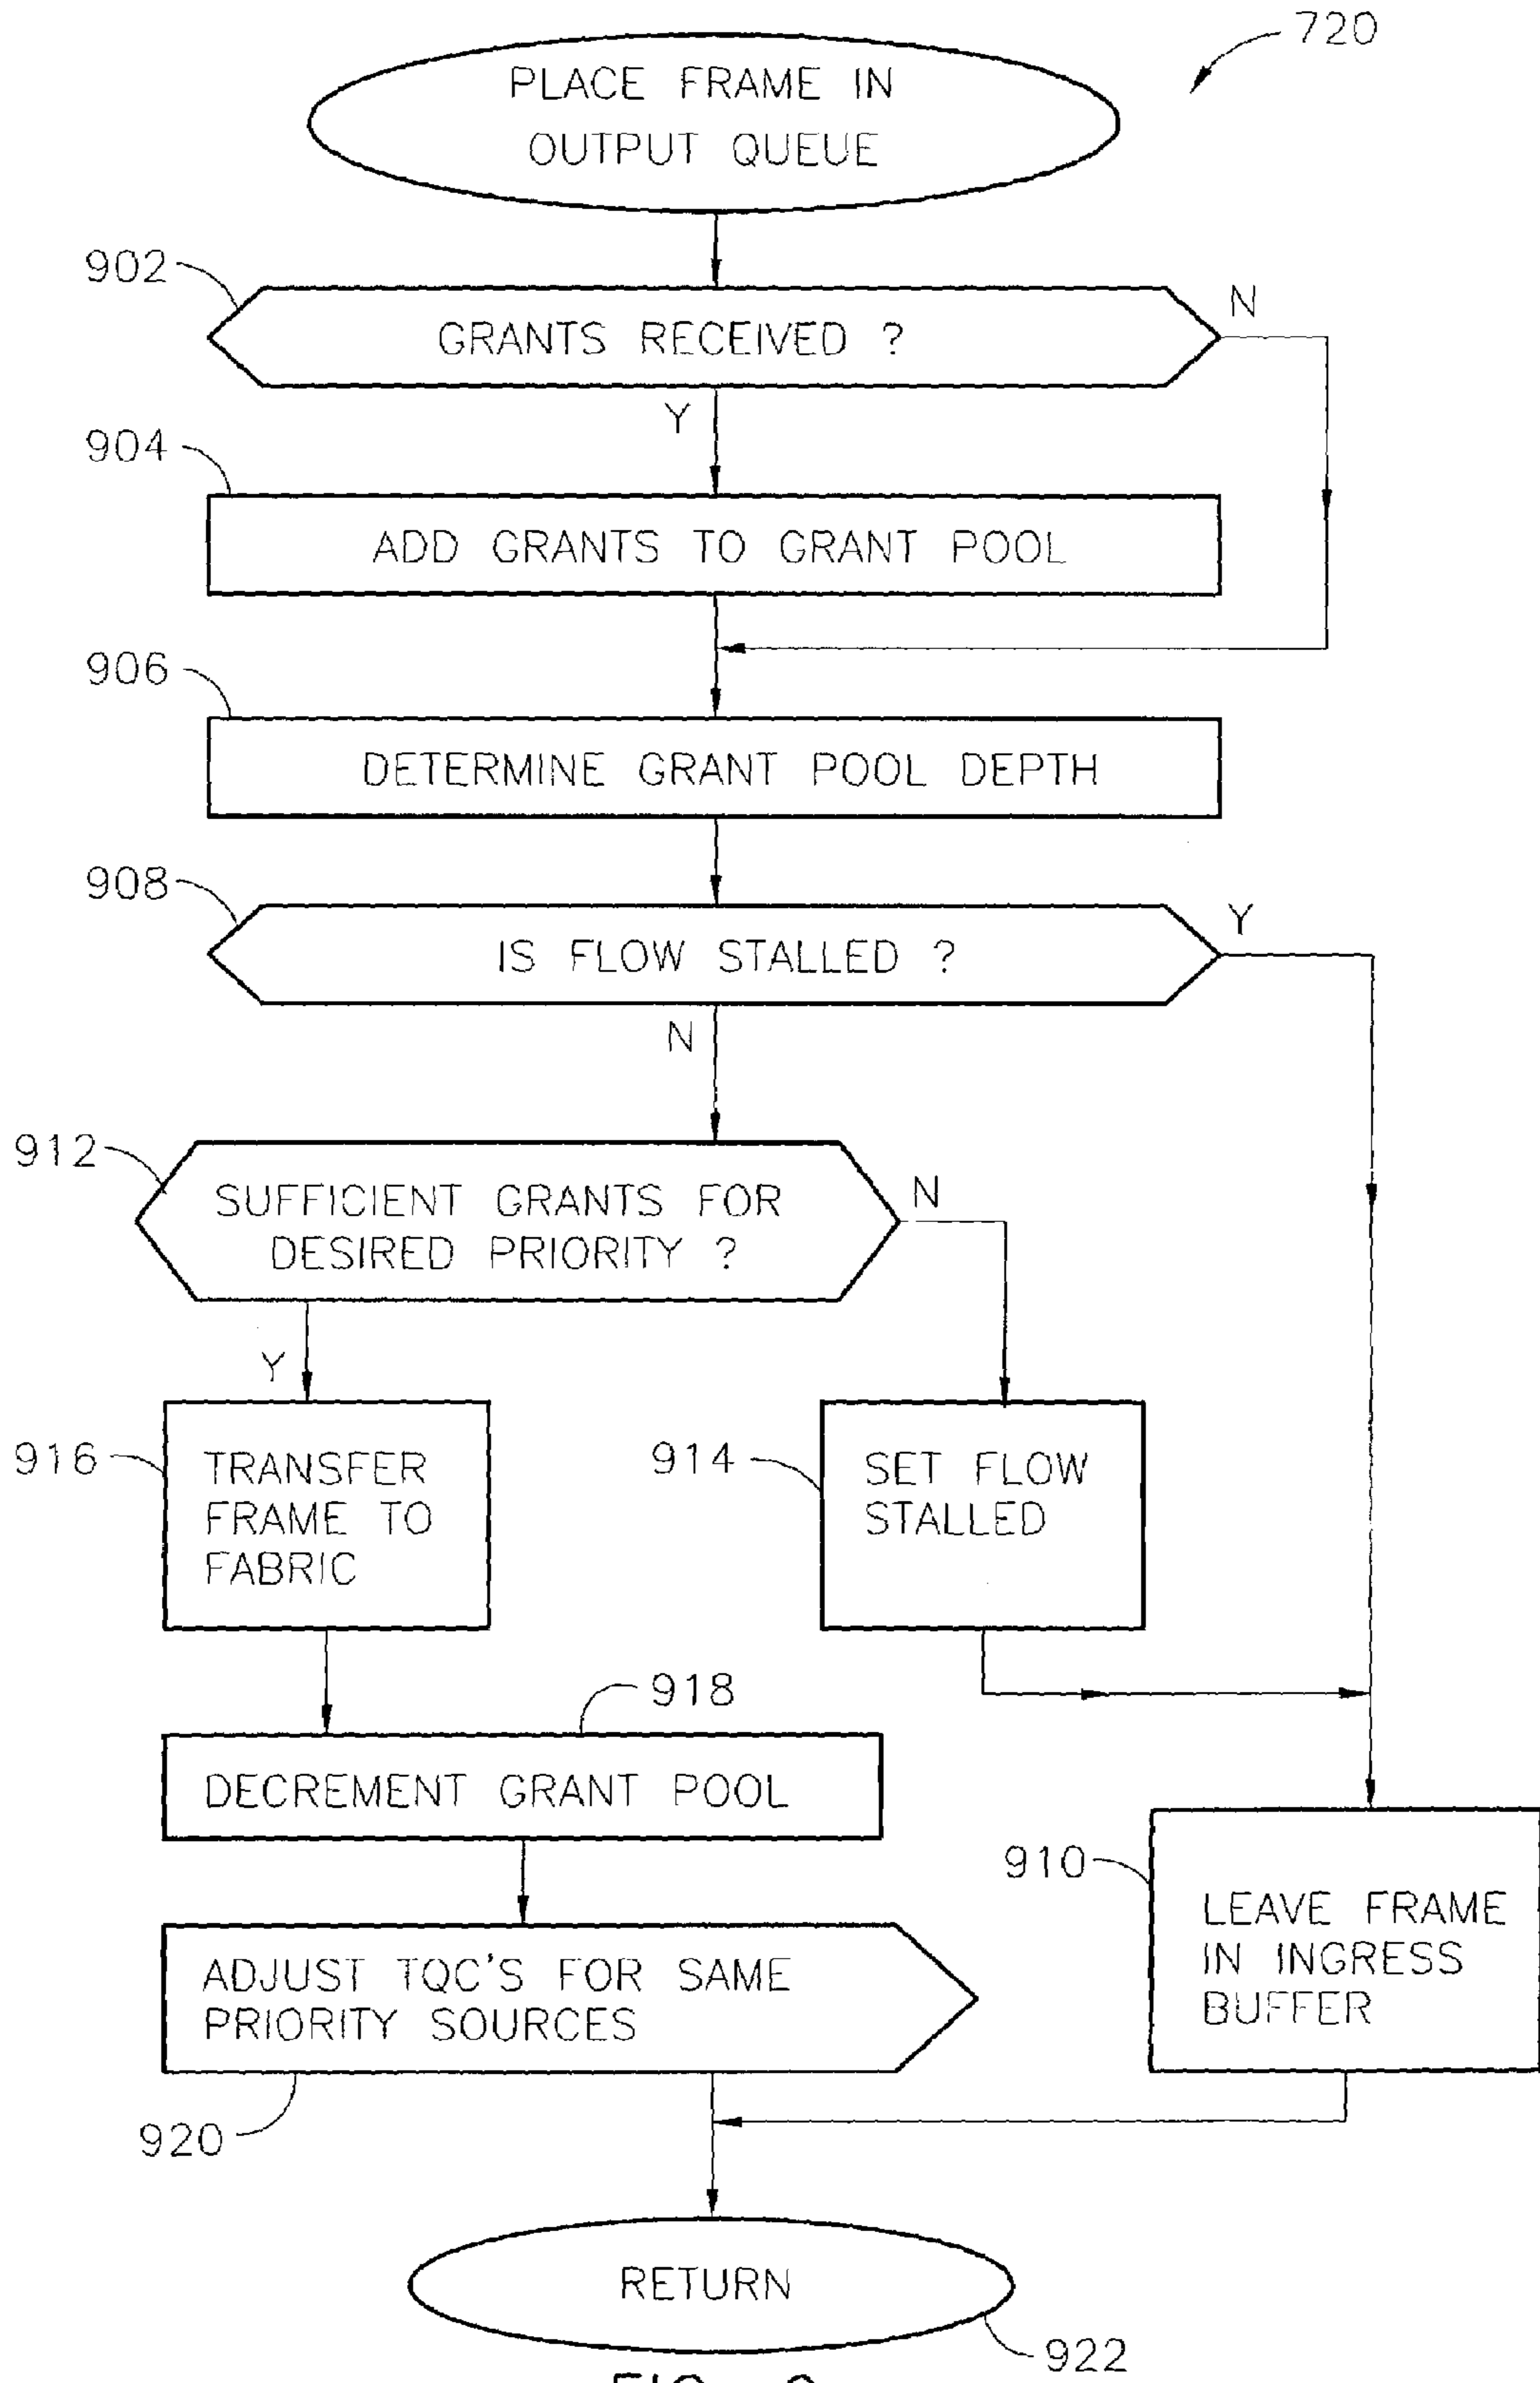 720
PLACE FRAME IN
OUTPUT QUEUE
902
GRANTS RECEIVED ?
N
Y
904
ADD GRANTS TO GRANT POOL
906
DETERMINE GRANT POOL DEPTH
908
IS FLOW STALLED ?
Y
N
912
SUFFICIENT GRANTS FOR
DESIRED PRIORITY ?
N
Y
916
TRANSFER
FRAME TO
FABRIC
914
SET FLOW
STALLED
918
DECREMENT GRANT POOL
910
LEAVE FRAME
IN INGRESS
BUFFER
ADJUST TQC'S FOR SAME
PRIORITY SOURCES
920
RETURN
922